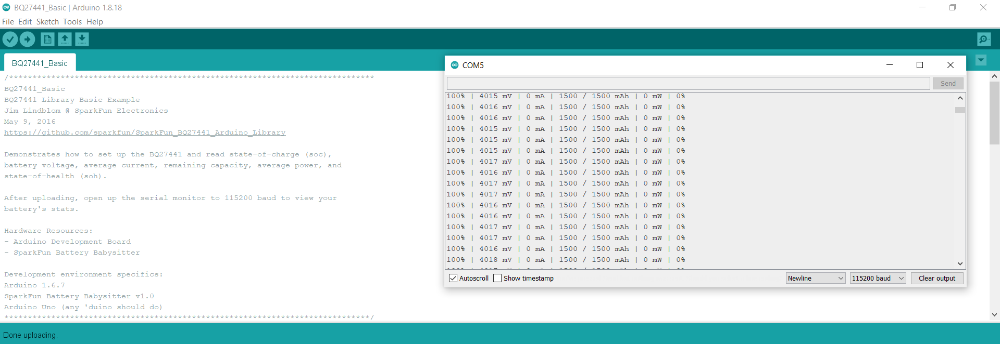 BQ27441_Basic | Arduino 1.8.18
File Edit Sketch Tools Help
BQ27441_Basic
/******************************************************************************
BQ27441_Basic
BQ27441 Library Basic Example
Jim Lindblom @ SparkFun Electronics
May 9, 2016
https://github.com/sparkfun/SparkFun_BQ27441_Arduino_Library
Demonstrates how to set up the BQ27441 and read state-of-charge (soc),
battery voltage, average current, remaining capacity, average power, and
state-of-health (soh).
After uploading, open up the serial monitor to 115200 baud to view your
battery's stats.
Hardware Resources:
- Arduino Development Board
- SparkFun Battery Babysitter
Development environment specifics:
Arduino 1.6.7
SparkFun Battery Babysitter v1.0
Arduino Uno (any 'duino should do)
******************************************************************************/
COM5
Send
100% | 4015 mV | 0 mA | 1500 / 1500 mAh | 0 mW | 0%
100% | 4016 mV | 0 mA | 1500 / 1500 mAh | 0 mW | 0%
100% | 4016 mV | 0 mA | 1500 / 1500 mAh | 0 mW | 0%
100% | 4015 mV | 0 mA | 1500 / 1500 mAh | 0 mW | 0%
100% | 4015 mV | 0 mA | 1500 / 1500 mAh | 0 mW | 0%
100% | 4015 mV | 0 mA | 1500 / 1500 mAh | 0 mW | 0%
100% | 4017 mV | 0 mA | 1500 / 1500 mAh | 0 mW | 0%
100% | 4016 mV | 0 mA | 1500 / 1500 mAh | 0 mW | 0%
100% | 4017 mV | 0 mA | 1500 / 1500 mAh | 0 mW | 0%
100% | 4017 mV | 0 mA | 1500 / 1500 mAh | 0 mW | 0%
100% | 4016 mV | 0 mA | 1500 / 1500 mAh | 0 mW | 0%
100% | 4016 mV | 0 mA | 1500 / 1500 mAh | 0 mW | 0%
100% | 4017 mV | 0 mA | 1500 / 1500 mAh | 0 mW | 0%
100% | 4017 mV | 0 mA | 1500 / 1500 mAh | 0 mW | 0%
100% | 4016 mV | 0 mA | 1500 / 1500 mAh | 0 mW | 0%
100% | 4018 mV | 0 mA | 1500 / 1500 mAh | 0 mW | 0%
Autoscroll Show timestamp Newline 115200 baud Clear output
Done uploading.